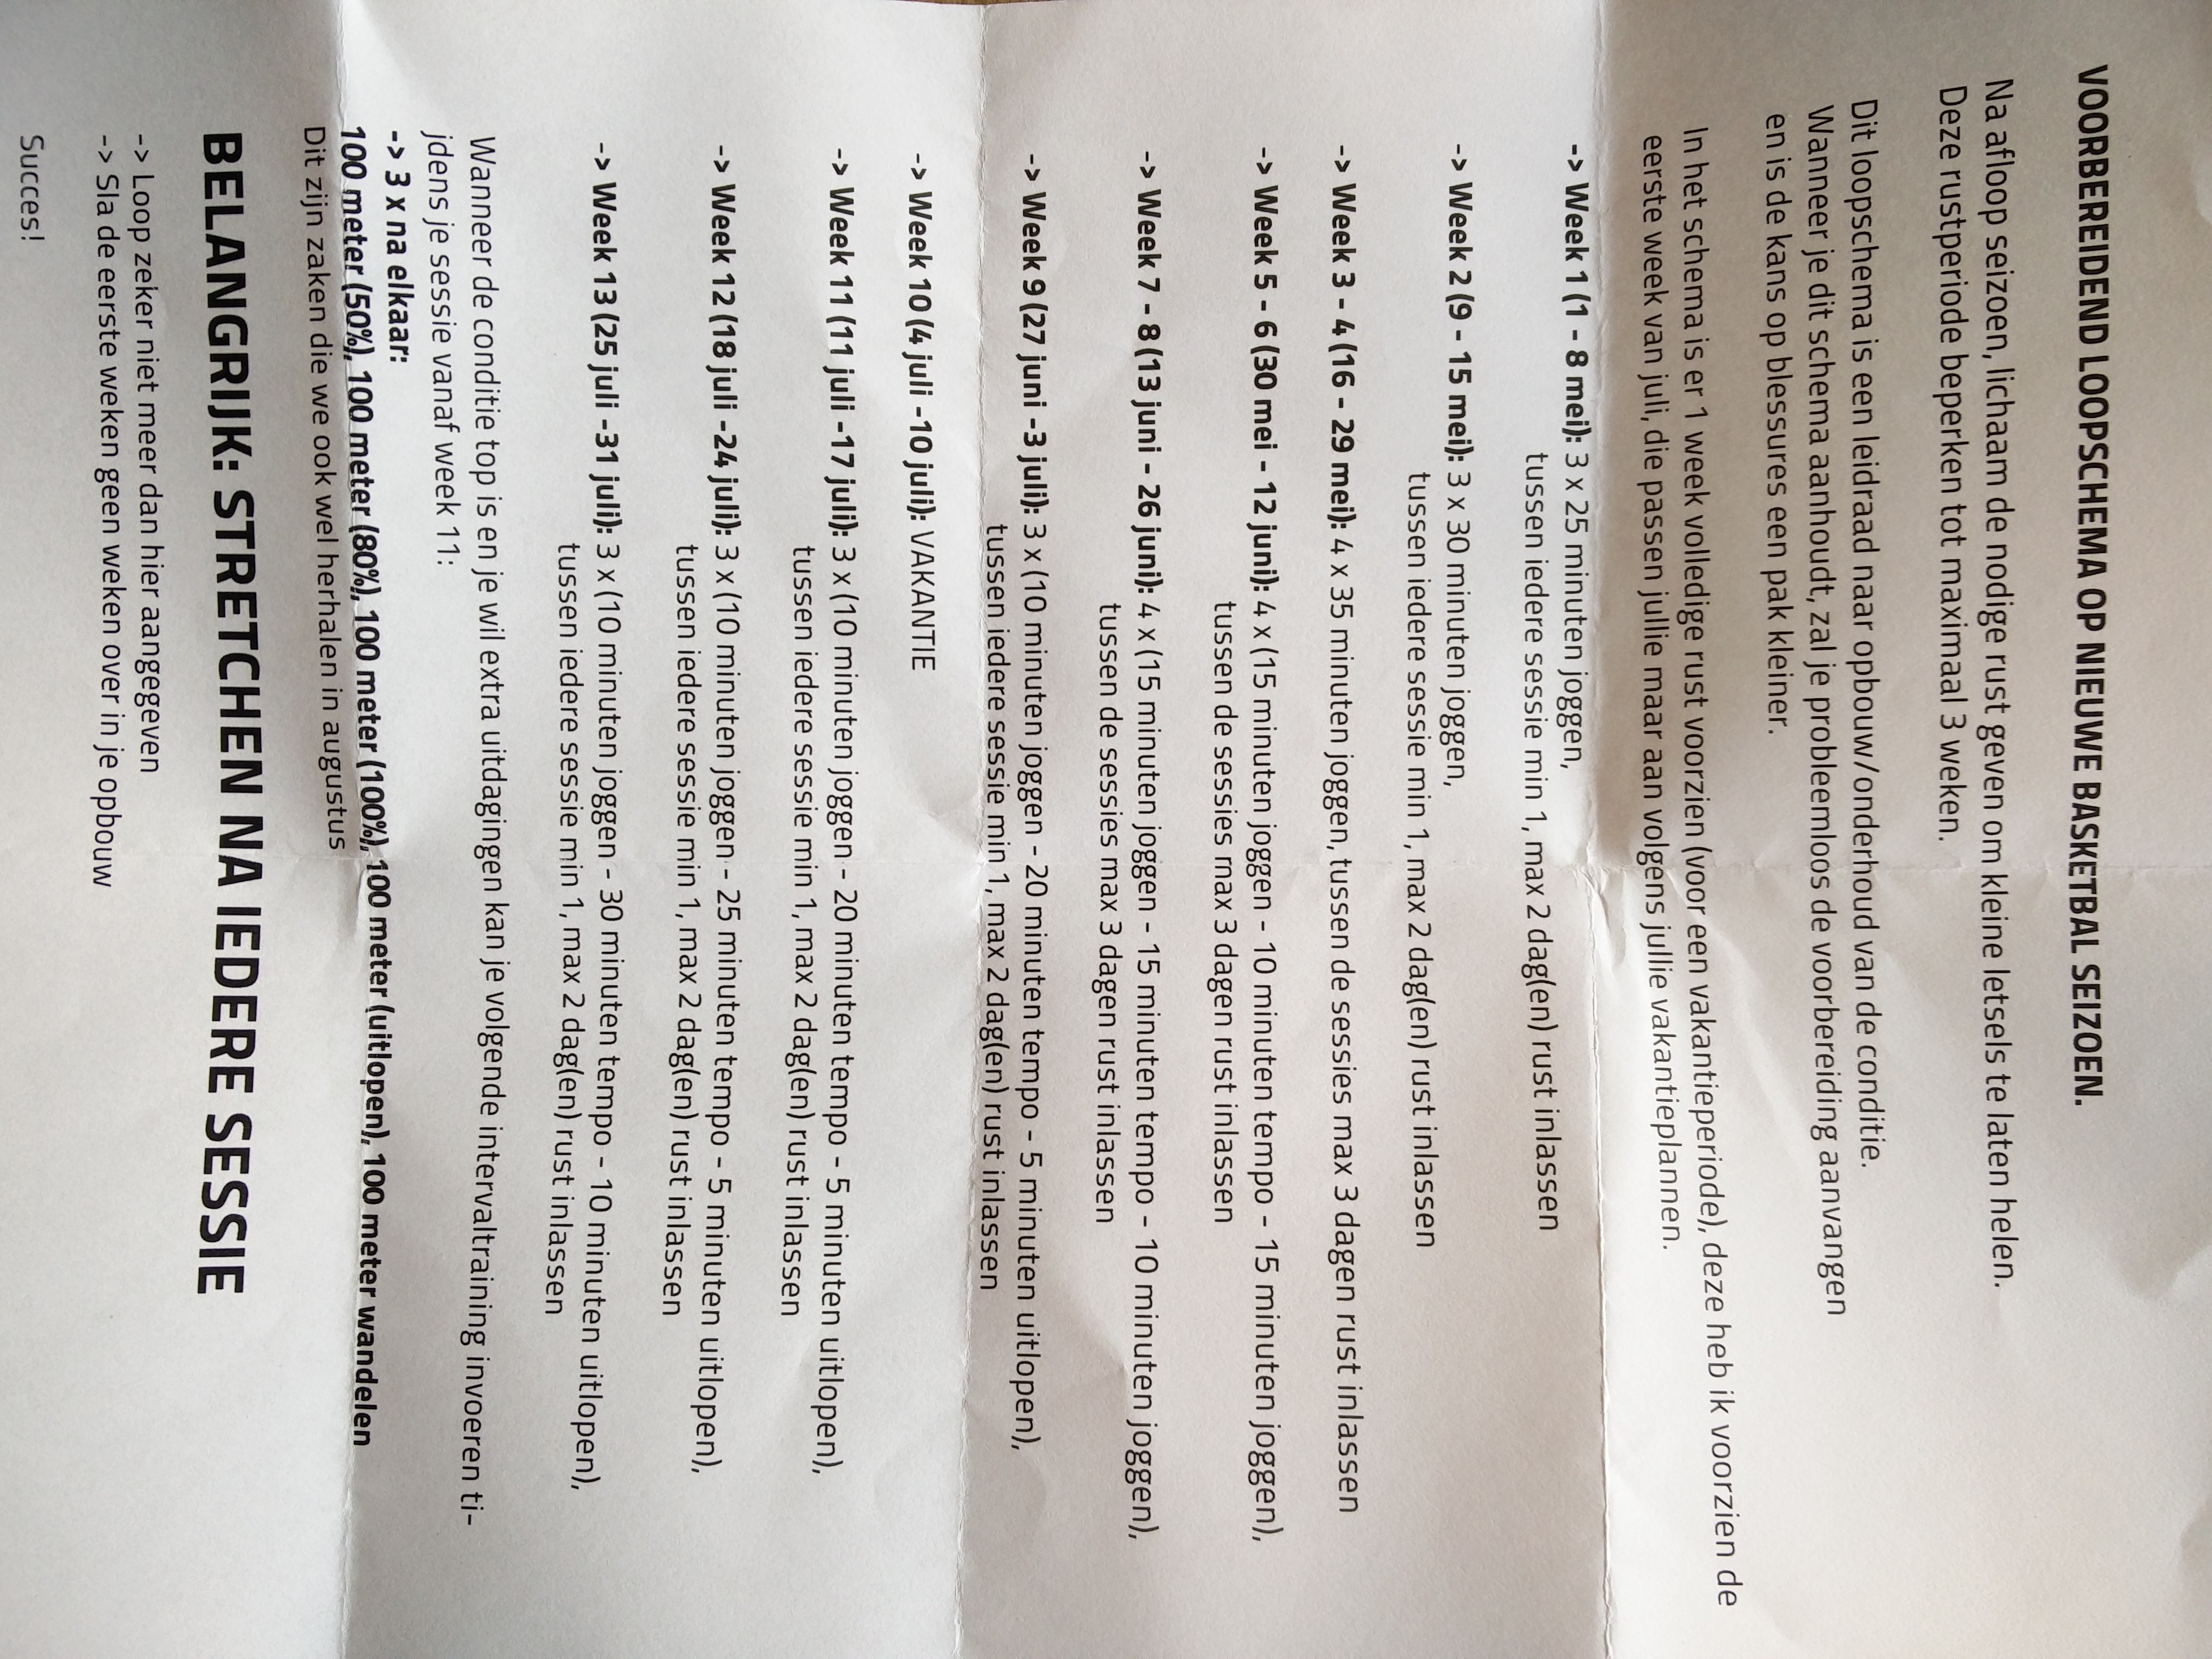 VOORBEREIDEND LOOPSCHEMA OP NIEUWE BASKETBAL SEIZOEN.
Na afloop seizoen, lichaam de nodige rust geven om kleine letsels te laten helen.
Deze rustperiode beperken tot maximaal 3 weken.
Dit loopschema is een leidraad naar opbouw/onderhoud van de conditie.
Wanneer je dit schema aanhoudt, zal je probleemloos de voorbereiding aanvangen
en is de kans op blessures een pak kleiner.
In het schema is er 1 week volledige rust voorzien (voor een vakantieperiode), deze heb ik voorzien de
eerste week van juli, die passen jullie maar aan volgens jullie vakantieplannen.
-> Week 1 (1 - 8 mei): 3 x 25 minuten joggen,
tussen iedere sessie min 1, max 2 dag(en) rust inlassen
-> Week 2 (9 - 15 mei): 3 x 30 minuten joggen,
tussen iedere sessie min 1, max 2 dag(en) rust inlassen
-> Week 3 - 4 (16 - 29 mei): 4 x 35 minuten joggen, tussen de sessies max 3 dagen rust inlassen
-> Week 5 - 6 (30 mei - 12 juni): 4 x (15 minuten joggen - 10 minuten tempo - 15 minuten joggen),
tussen de sessies max 3 dagen rust inlassen
-> Week 7 - 8 (13 juni - 26 juni): 4 x (15 minuten joggen - 15 minuten tempo - 10 minuten joggen),
tussen de sessies max 3 dagen rust inlassen
-> Week 9 (27 juni -3 juli): 3 x (10 minuten joggen - 20 minuten tempo - 5 minuten uitlopen),
tussen iedere sessie min 1, max 2 dag(en) rust inlassen
-> Week 10 (4 juli -10 juli): VAKANTIE
-> Week 11 (11 juli -17 juli): 3 x (10 minuten joggen - 20 minuten tempo - 5 minuten uitlopen),
tussen iedere sessie min 1, max 2 dag(en) rust inlassen
-> Week 12 (18 juli -24 juli): 3 x (10 minuten joggen - 25 minuten tempo - 5 minuten uitlopen),
tussen iedere sessie min 1, max 2 dag(en) rust inlassen
-> Week 13 (25 juli -31 juli): 3 x (10 minuten joggen - 30 minuten tempo - 10 minuten uitlopen),
tussen iedere sessie min 1, max 2 dag(en) rust inlassen
Wanneer de conditie top is en je wil extra uitdagingen kan je volgende intervaltraining invoeren ti-
jdens je sessie vanaf week 11:
-> 3 x na elkaar:
100 meter (50%), 100 meter (80%), 100 meter (100%), 100 meter (uitlopen), 100 meter wandelen
Dit zijn zaken die we ook wel herhalen in augustus
BELANGRIJK: STRETCHEN NA IEDERE SESSIE
-> Loop zeker niet meer dan hier aangegeven
-> Sla de eerste weken geen weken over in je opbouw
Succes!